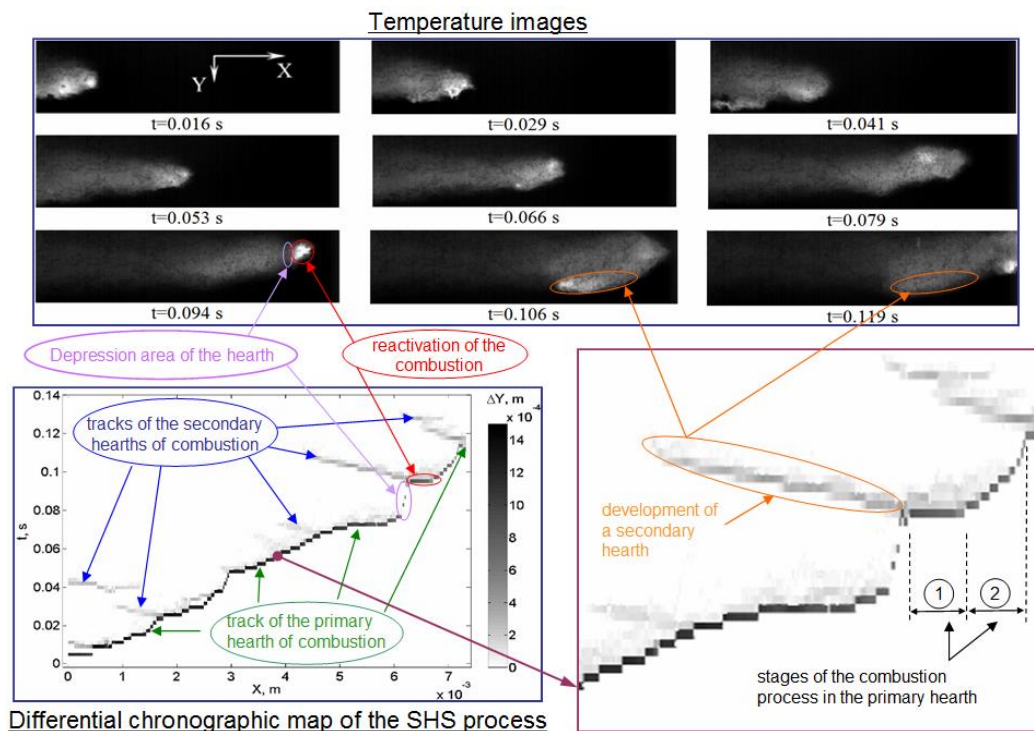 Temperature images
Y
X
t=0.016 s
t=0.029 s
t=0.041 s
t=0.053 s
t=0.066 s
t=0.079 s
t=0.094 s
t=0.106 s
t=0.119 s
Depression area of the hearth
reactivation of the
combustion
0.14
0.12
0.1
0.08
0.06
0.04
0.02
0
t, s
tracks of the secondary
hearths of combustion
track of the primary
hearth of combustion
0
1
2
3
4
5
6
7
X, m
x 10⁻³
ΔY, m
x 10⁻⁴
14
12
10
8
6
4
2
0
Differential chronographic map of the SHS process
development of
a secondary
hearth
1
2
stages of the combustion
process in the primary hearth